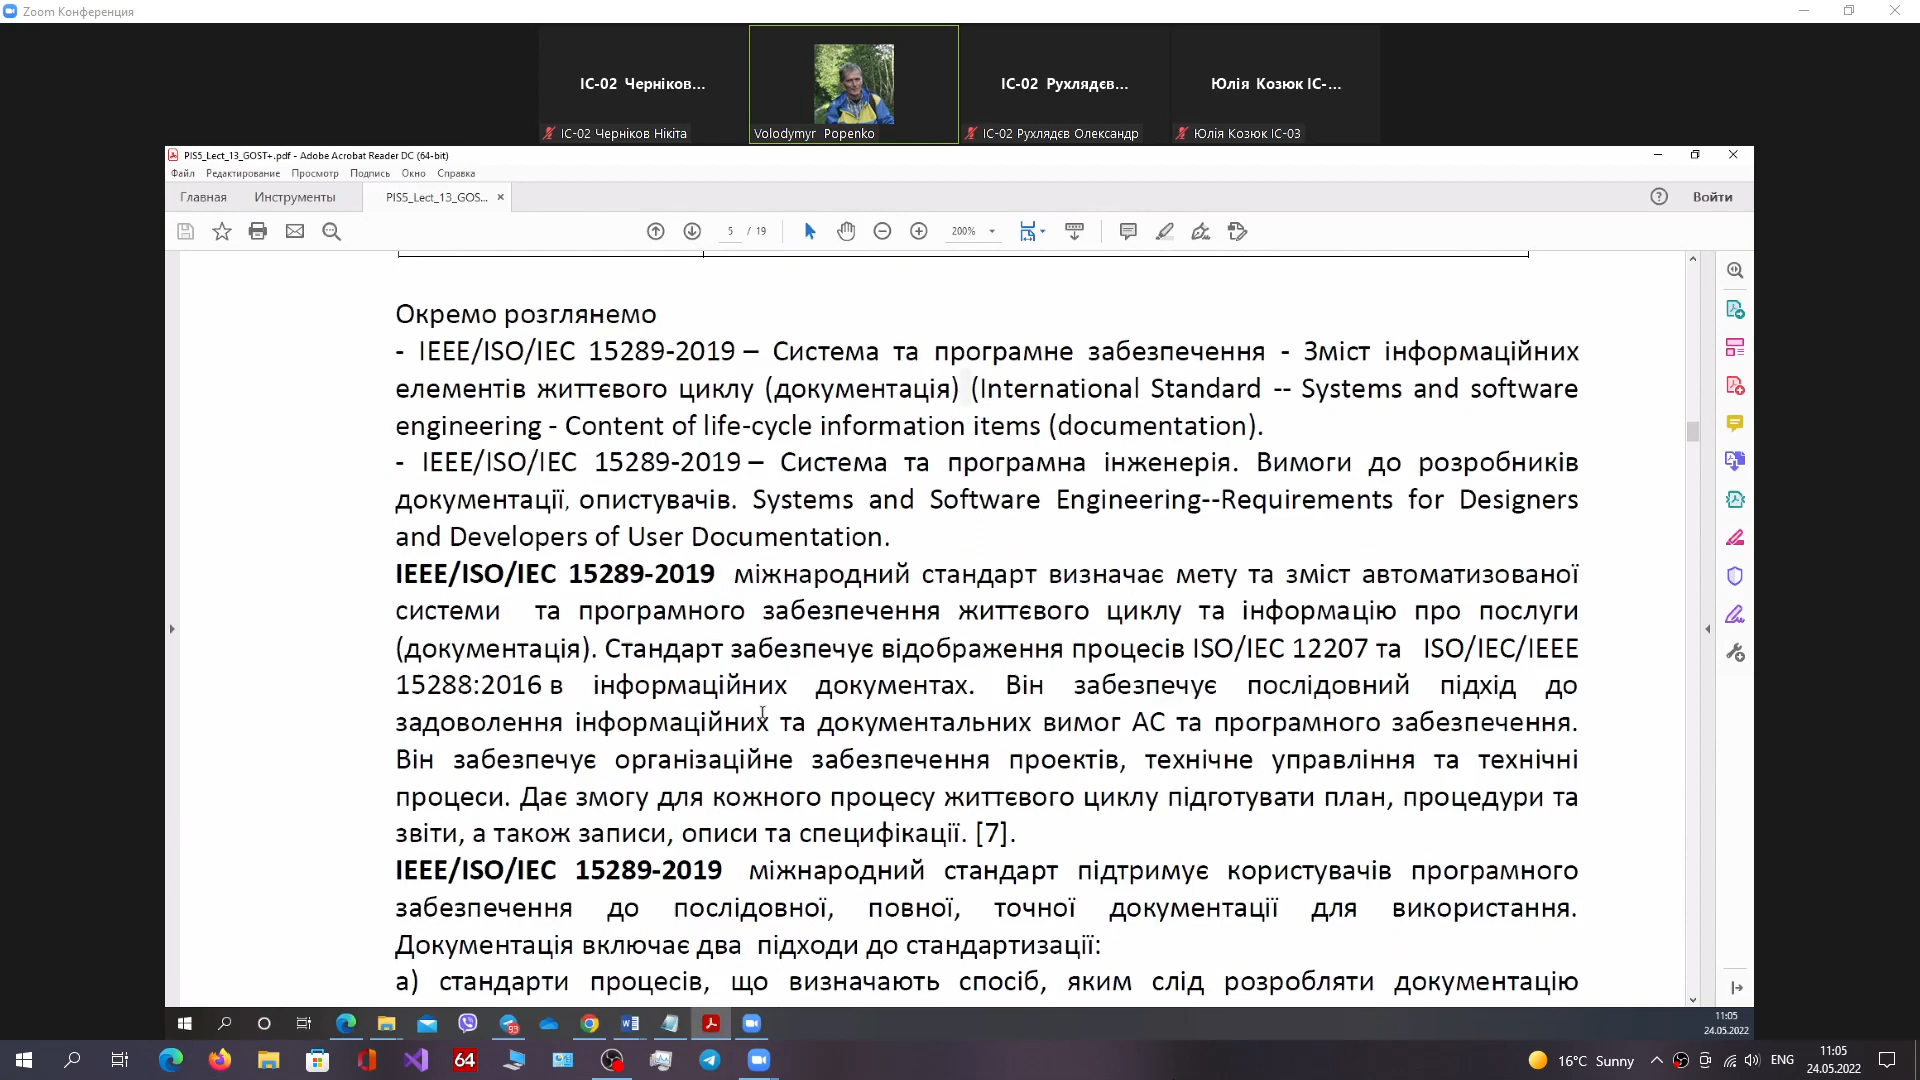 Zoom Конференция
ІС-02 Черніков...
ІС-02 Рухлядєв...
Юлія Козюк ІС-...
ІС-02 Черніков Нікіта
Volodymyr Popenko
ІС-02 Рухлядєв Олександр
Юлія Козюк ІС-03
PIS5_Lect_13_GOST+.pdf - Adobe Acrobat Reader DC (64-bit)
Файл Редактирование Просмотр Подпись Окно Справка
Главная Инструменты PIS5_Lect_13_GOS... Войти
5 / 19 200%
Окремо розглянемо
- IEEE/ISO/IEC 15289-2019 – Система та програмне забезпечення - Зміст інформаційних
елементів життєвого циклу (документація) (International Standard -- Systems and software
engineering - Content of life-cycle information items (documentation).
- IEEE/ISO/IEC 15289-2019 – Система та програмна інженерія. Вимоги до розробників
документації, опистувачів. Systems and Software Engineering--Requirements for Designers
and Developers of User Documentation.
IEEE/ISO/IEC 15289-2019 міжнародний стандарт визначає мету та зміст автоматизованої
системи та програмного забезпечення життєвого циклу та інформацію про послуги
(документація). Стандарт забезпечує відображення процесів ISO/IEC 12207 та ISO/IEC/IEEE
15288:2016 в інформаційних документах. Він забезпечує послідовний підхід до
задоволення інформаційних та документальних вимог АС та програмного забезпечення.
Він забезпечує організаційне забезпечення проектів, технічне управління та технічні
процеси. Дає змогу для кожного процесу життєвого циклу підготувати план, процедури та
звіти, а також записи, описи та специфікації. [7].
IEEE/ISO/IEC 15289-2019 міжнародний стандарт підтримує користувачів програмного
забезпечення до послідовної, повної, точної документації для використання.
Документація включає два підходи до стандартизації:
а) стандарти процесів, що визначають спосіб, яким слід розробляти документацію
93
11:05
24.05.2022
64
16°C Sunny
ENG
11:05
24.05.2022